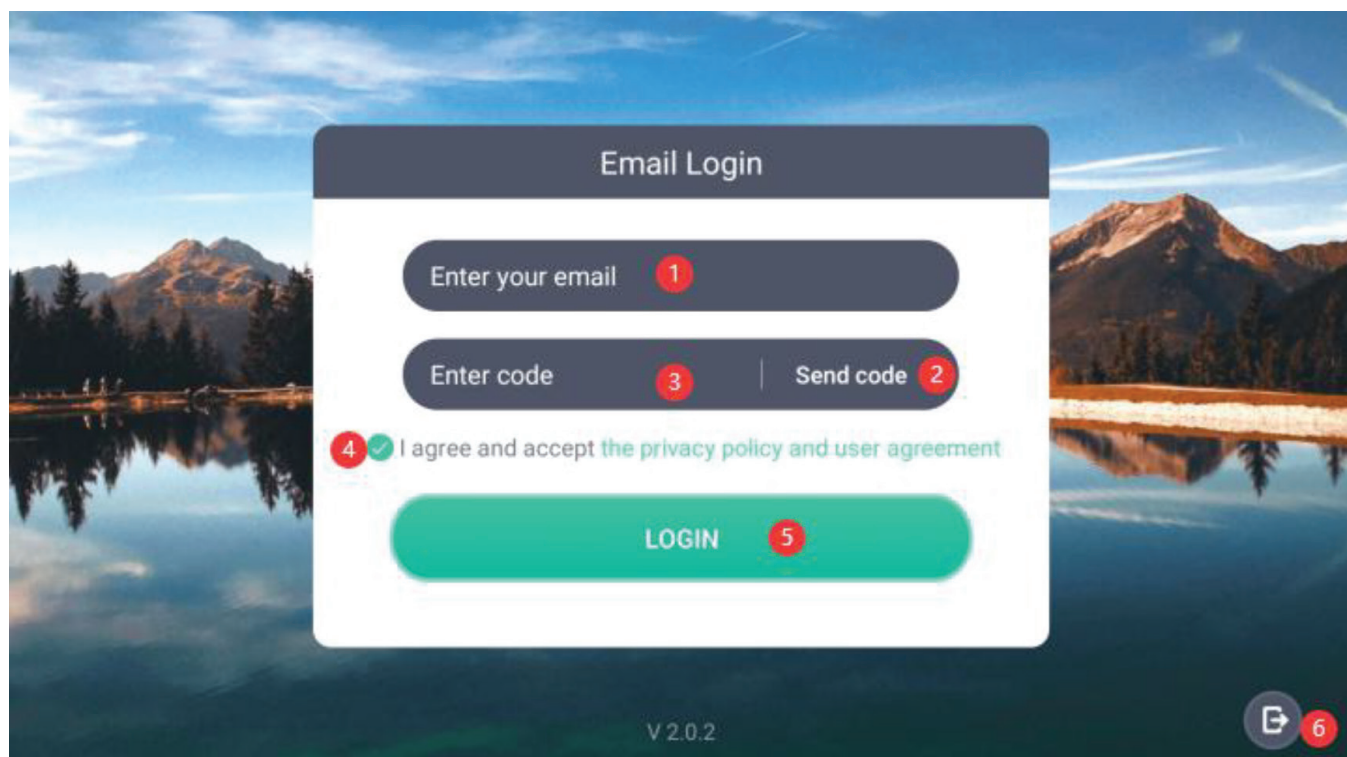 Email Login
Enter your email 1
Enter code 3 Send code 2
4 I agree and accept the privacy policy and user agreement
LOGIN 5
V 2.0.2
6